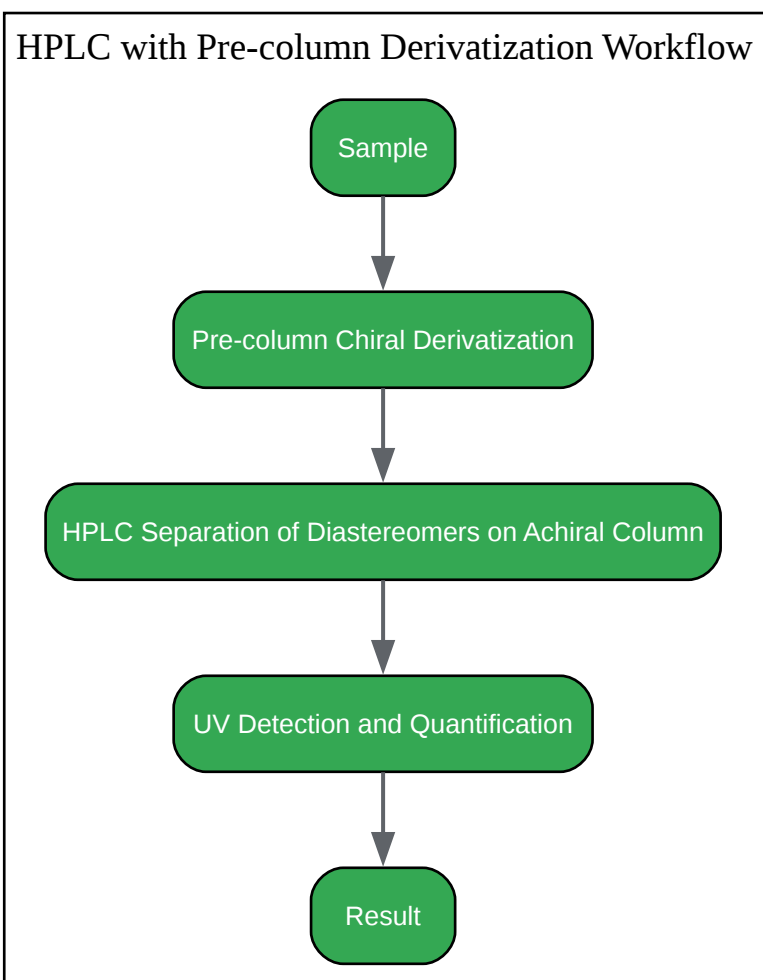 HPLC with Pre-column Derivatization Workflow
Sample
Pre-column Chiral Derivatization
HPLC Separation of Diastereomers on Achiral Column
UV Detection and Quantification
Result